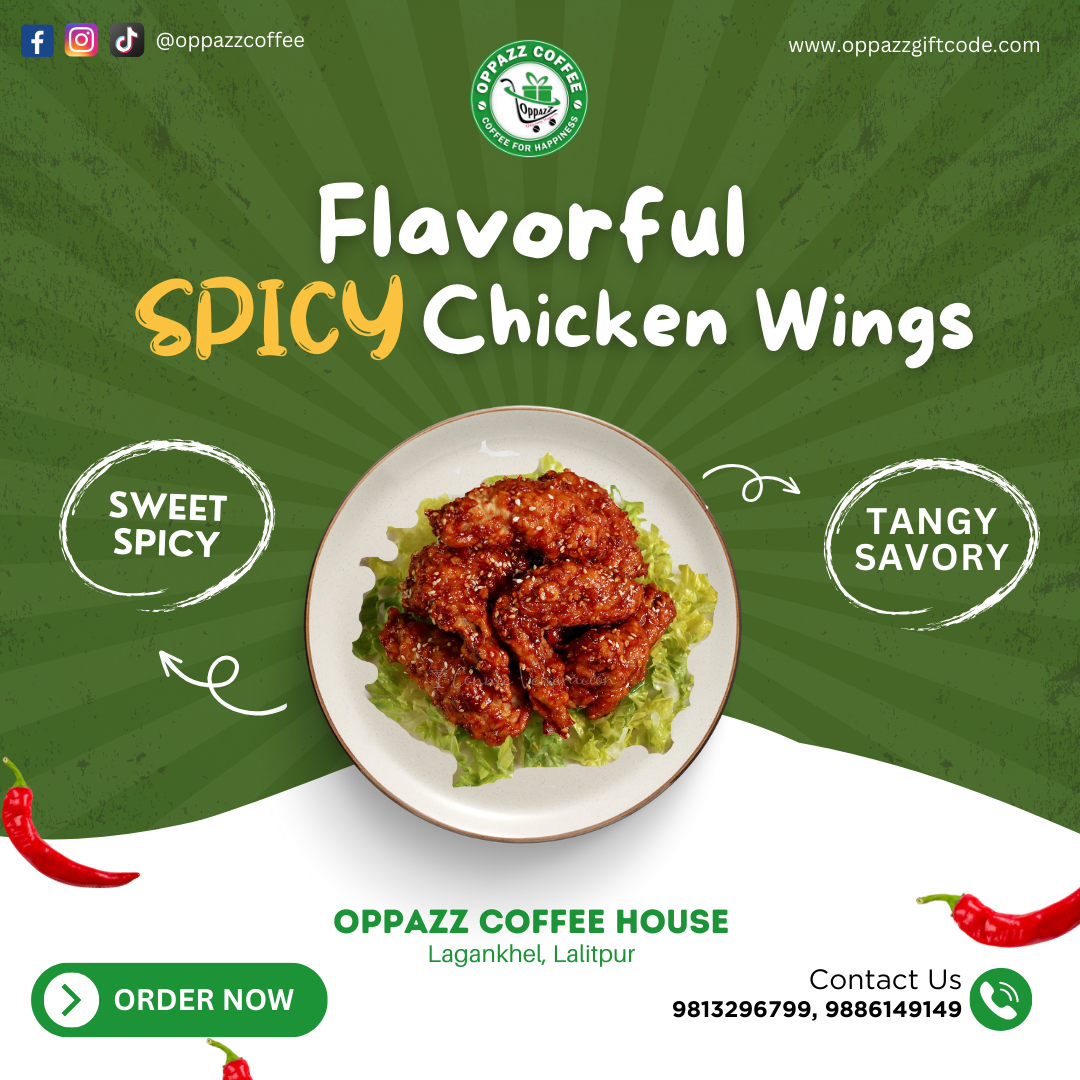 @oppazzcoffee
www.oppazzgiftcode.com
OPPAZZ COFFEE
Oppazz
COFFEE FOR HAPPINESS
Flavorful
SPICY Chicken Wings
SWEET
SPICY
TANGY
SAVORY
OPPAZZ COFFEE HOUSE
Lagankhel, Lalitpur
ORDER NOW
Contact Us
9813296799, 9886149149